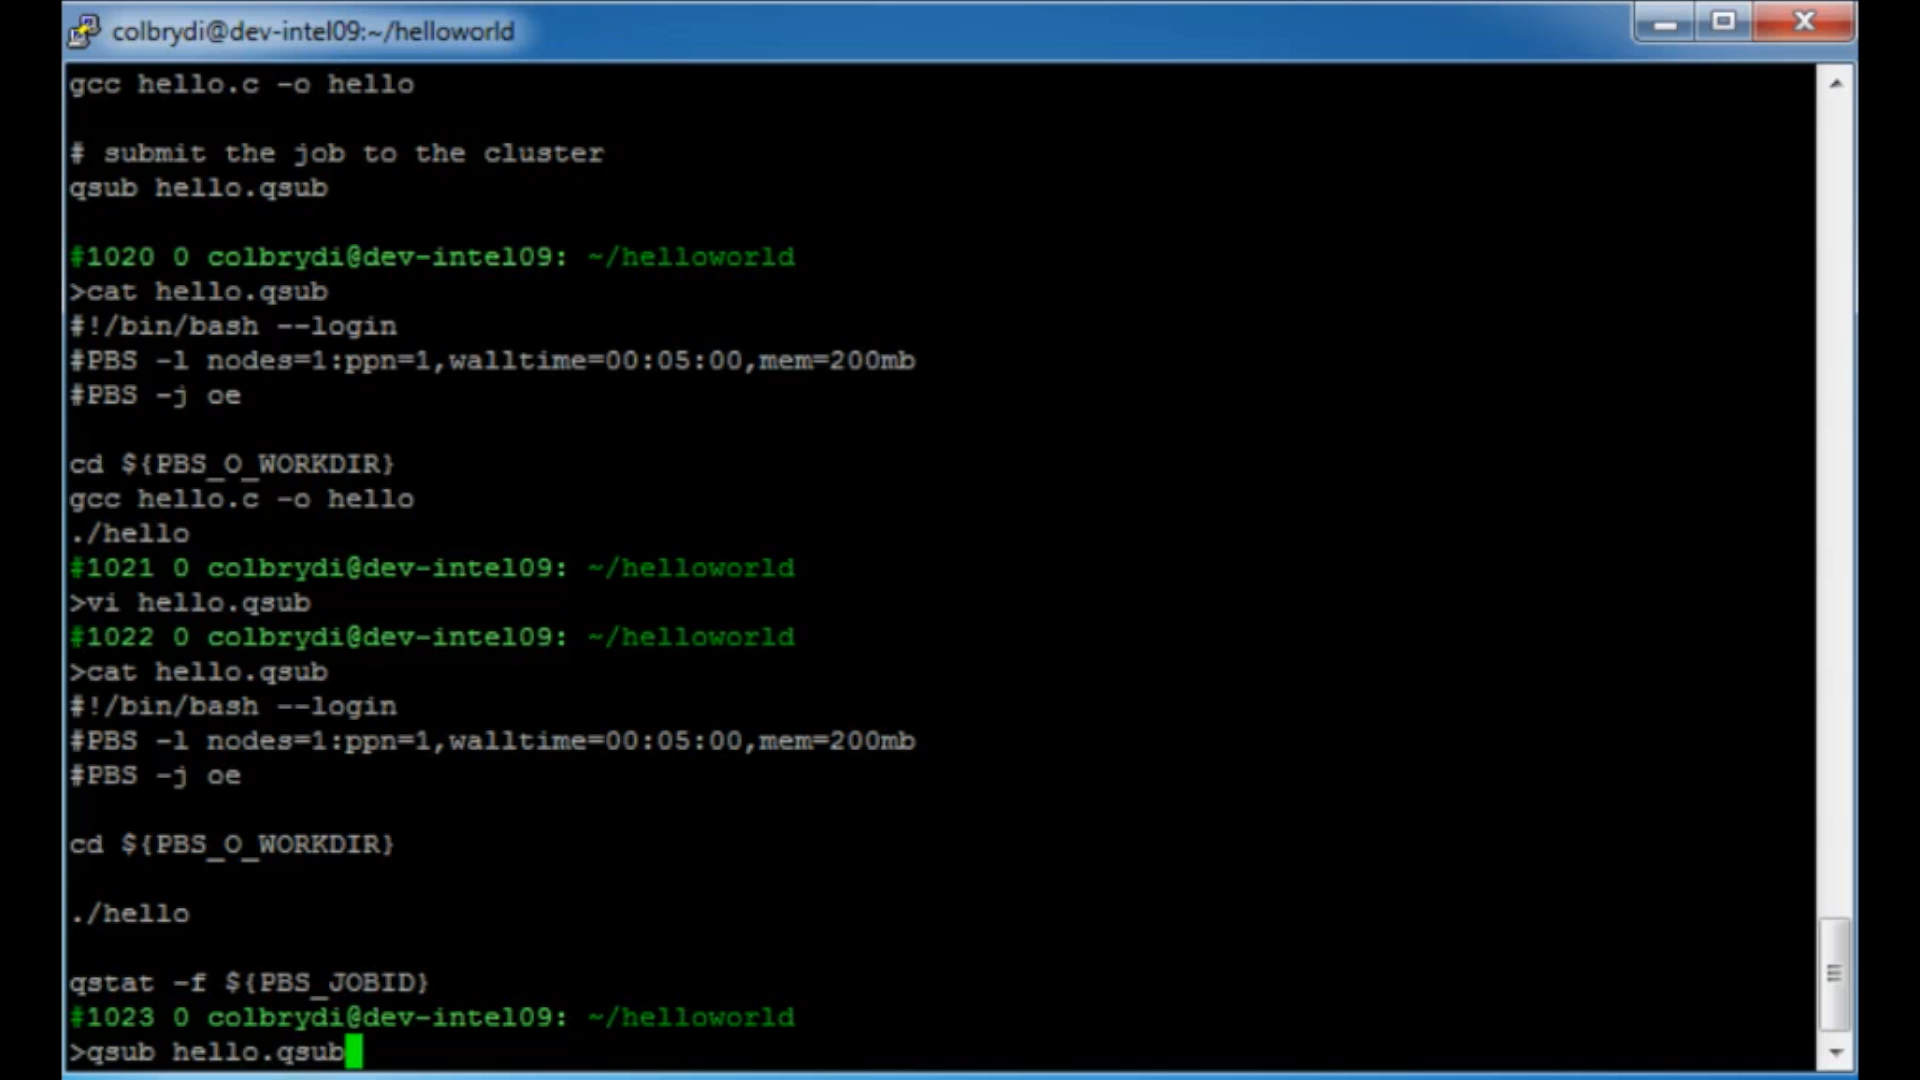 colbrydi@dev-intel09:~/helloworld
gcc hello.c -o hello
# submit the job to the cluster
qsub hello.qsub
#1020 0 colbrydi@dev-intel09: ~/helloworld
>cat hello.qsub
#!/bin/bash --login
#PBS -l nodes=1:ppn=1,walltime=00:05:00,mem=200mb
#PBS -j oe
cd ${PBS_O_WORKDIR}
gcc hello.c -o hello
./hello
#1021 0 colbrydi@dev-intel09: ~/helloworld
>vi hello.qsub
#1022 0 colbrydi@dev-intel09: ~/helloworld
>cat hello.qsub
#!/bin/bash --login
#PBS -l nodes=1:ppn=1,walltime=00:05:00,mem=200mb
#PBS -j oe
cd ${PBS_O_WORKDIR}
./hello
qstat -f ${PBS_JOBID}
#1023 0 colbrydi@dev-intel09: ~/helloworld
>qsub hello.qsub